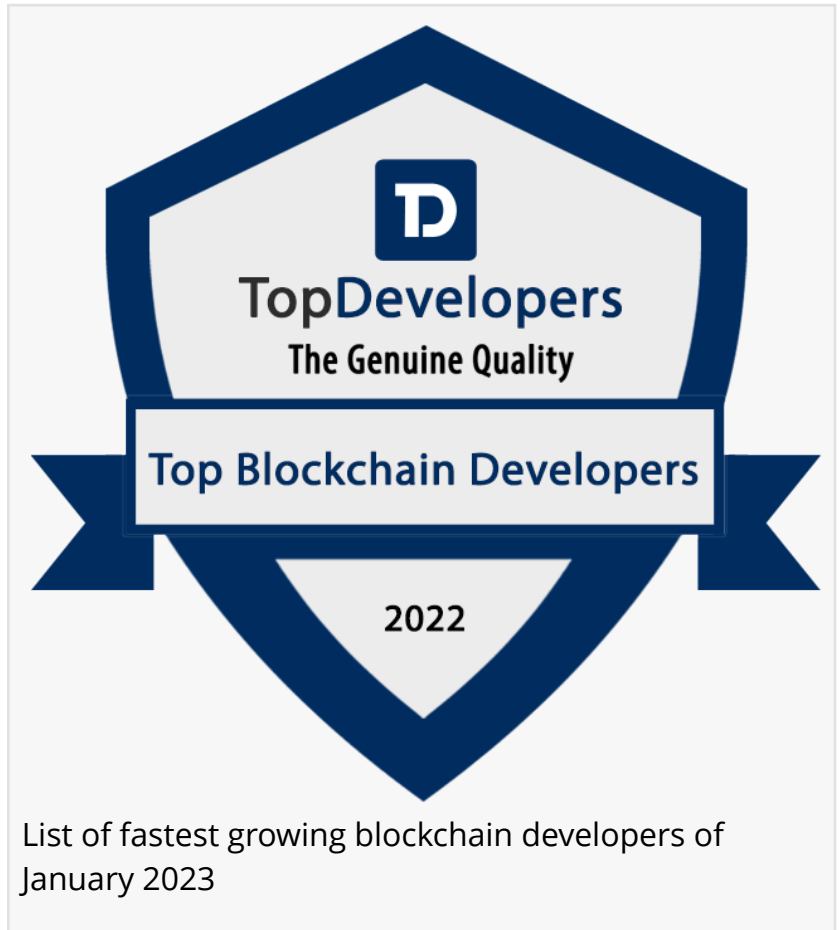 TD
TopDevelopers
The Genuine Quality
Top Blockchain Developers
2022
List of fastest growing blockchain developers of
January 2023